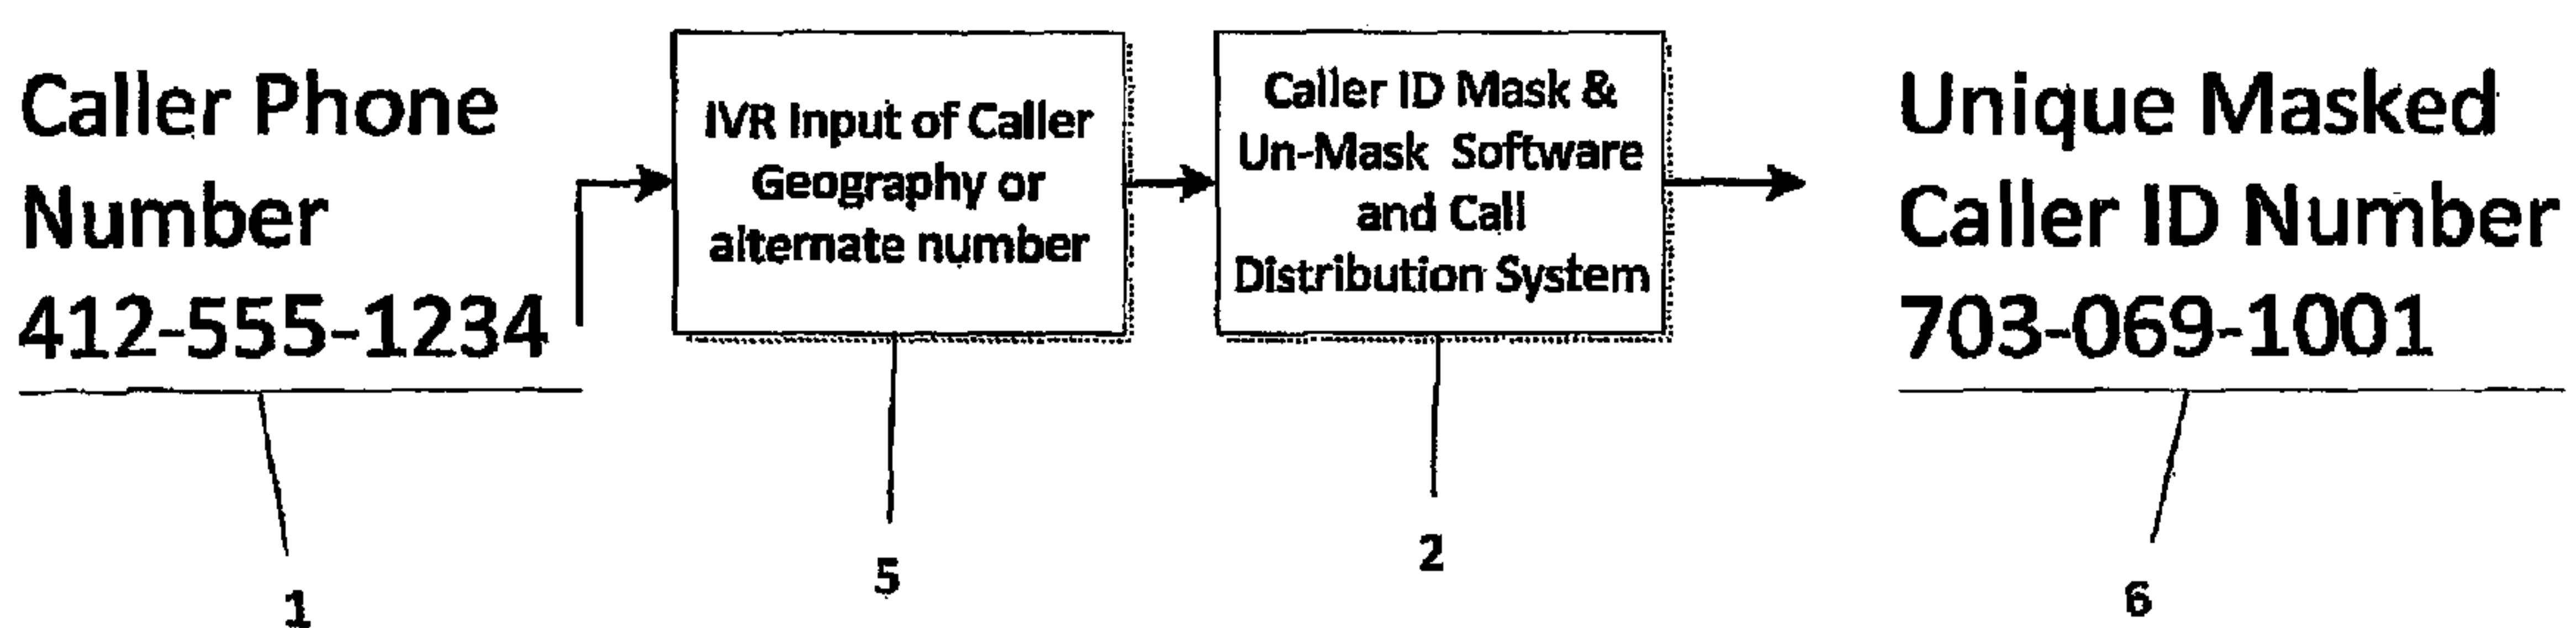 Caller Phone
Number
412-555-1234
IVR Input of Caller
Geography or
alternate number
Caller ID Mask &
Un-Mask Software
and Call
Distribution System
Unique Masked
Caller ID Number
703-069-1001
1
5
2
6